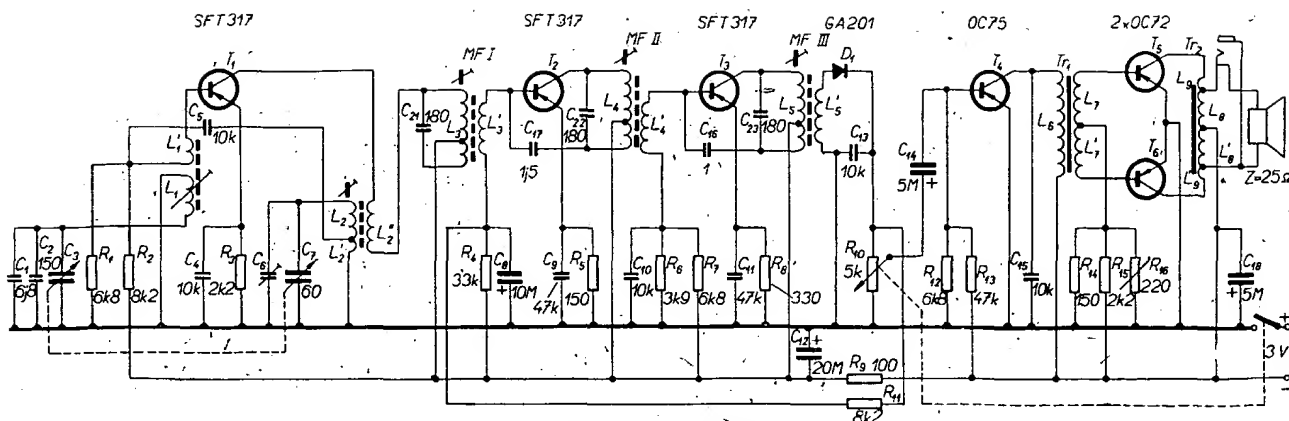 SFT317 SFT317 SFT317 GA201 OC75 2xOC72
T1
C5
10k
L1'
L1
MF I
C21 180
L3 L3'
T2
C17
1j5
C22
180
MF II
L4 L4'
T3
C16
1
C23 180
MF III
L5 L5'
D1
C13
10k
C14
5M +
T4
Tr1
L6
L7
L7'
T5
T6
Tr2
L9
L8
L8'
L9
Z=25Ω
L2
L2'
L2"
C1
6j8
C2
150
C3
R1
6k8
R2
8k2
C4
10k
R3
2k2
C6
C7
60
R4
33k
C8
+ 10M
C9
47k
R5
150
C10
10k
R6
3k9
R7
6k8
C11
47k
R8
330
R10
5k
R12
6k8
R13
47k
C15
10k
R14
150
R15
2k2
R16
220
C18
+ 5M
C12 +
20M
R9 100
R11
8k2
+
3V
-